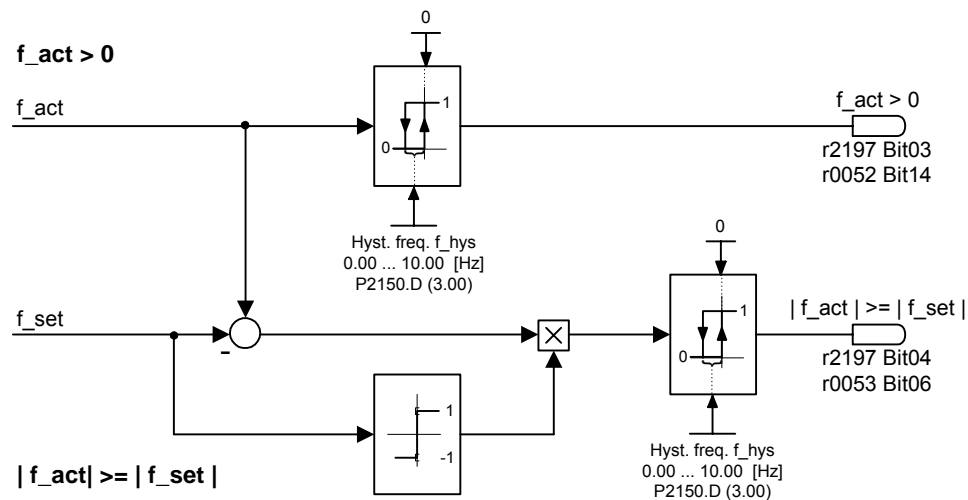 0
f_act > 0
f_act
1
0
f_act > 0
r2197 Bit03
r0052 Bit14
Hyst. freq. f_hys
0.00 ... 10.00 [Hz]
P2150.D (3.00)
0
f_set
-
1
0
| f_act | >= | f_set |
r2197 Bit04
r0053 Bit06
1
-1
Hyst. freq. f_hys
0.00 ... 10.00 [Hz]
P2150.D (3.00)
| f_act| >= | f_set |